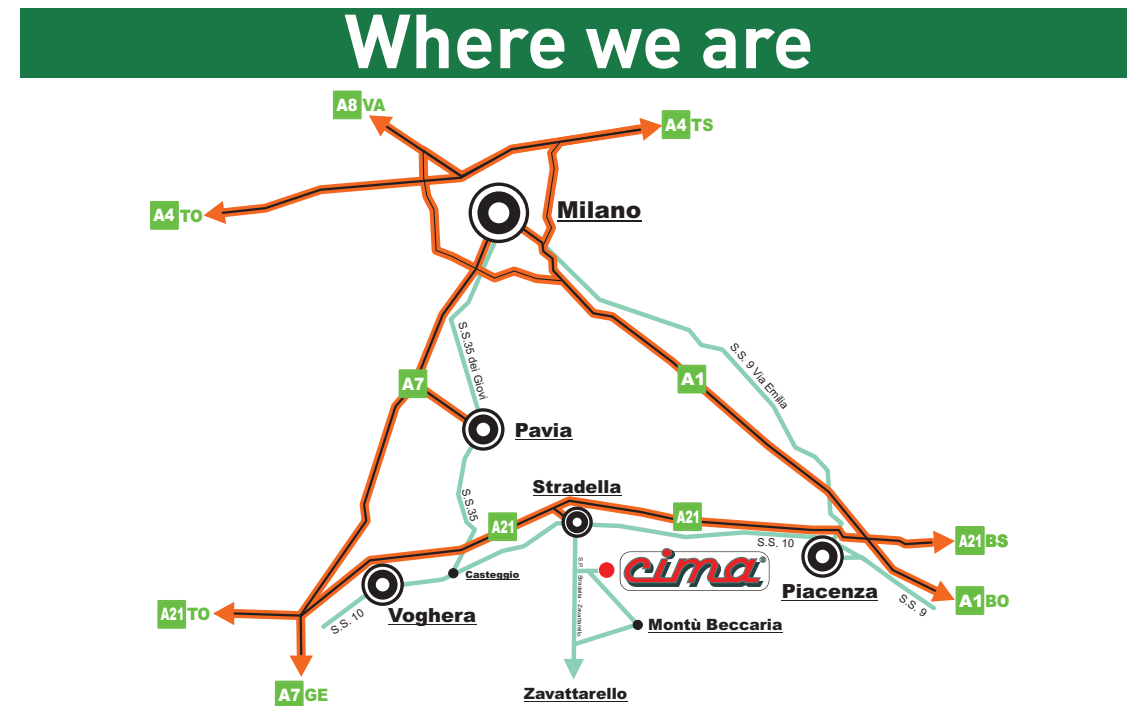 Where we are
A8 VA
A4 TS
A4 TO
Milano
S.S.35 dei Giovi
S.S. 9 Via Emilia
A7
A1
Pavia
Stradella
S.S.35
A21
A21
S.S. 10
A21 BS
cima®
S.P. Stradella - Zavattarello
Casteggio
Piacenza
A1 BO
S.S. 9
A21 TO
S.S. 10
Voghera
Montù Beccaria
A7 GE
Zavattarello